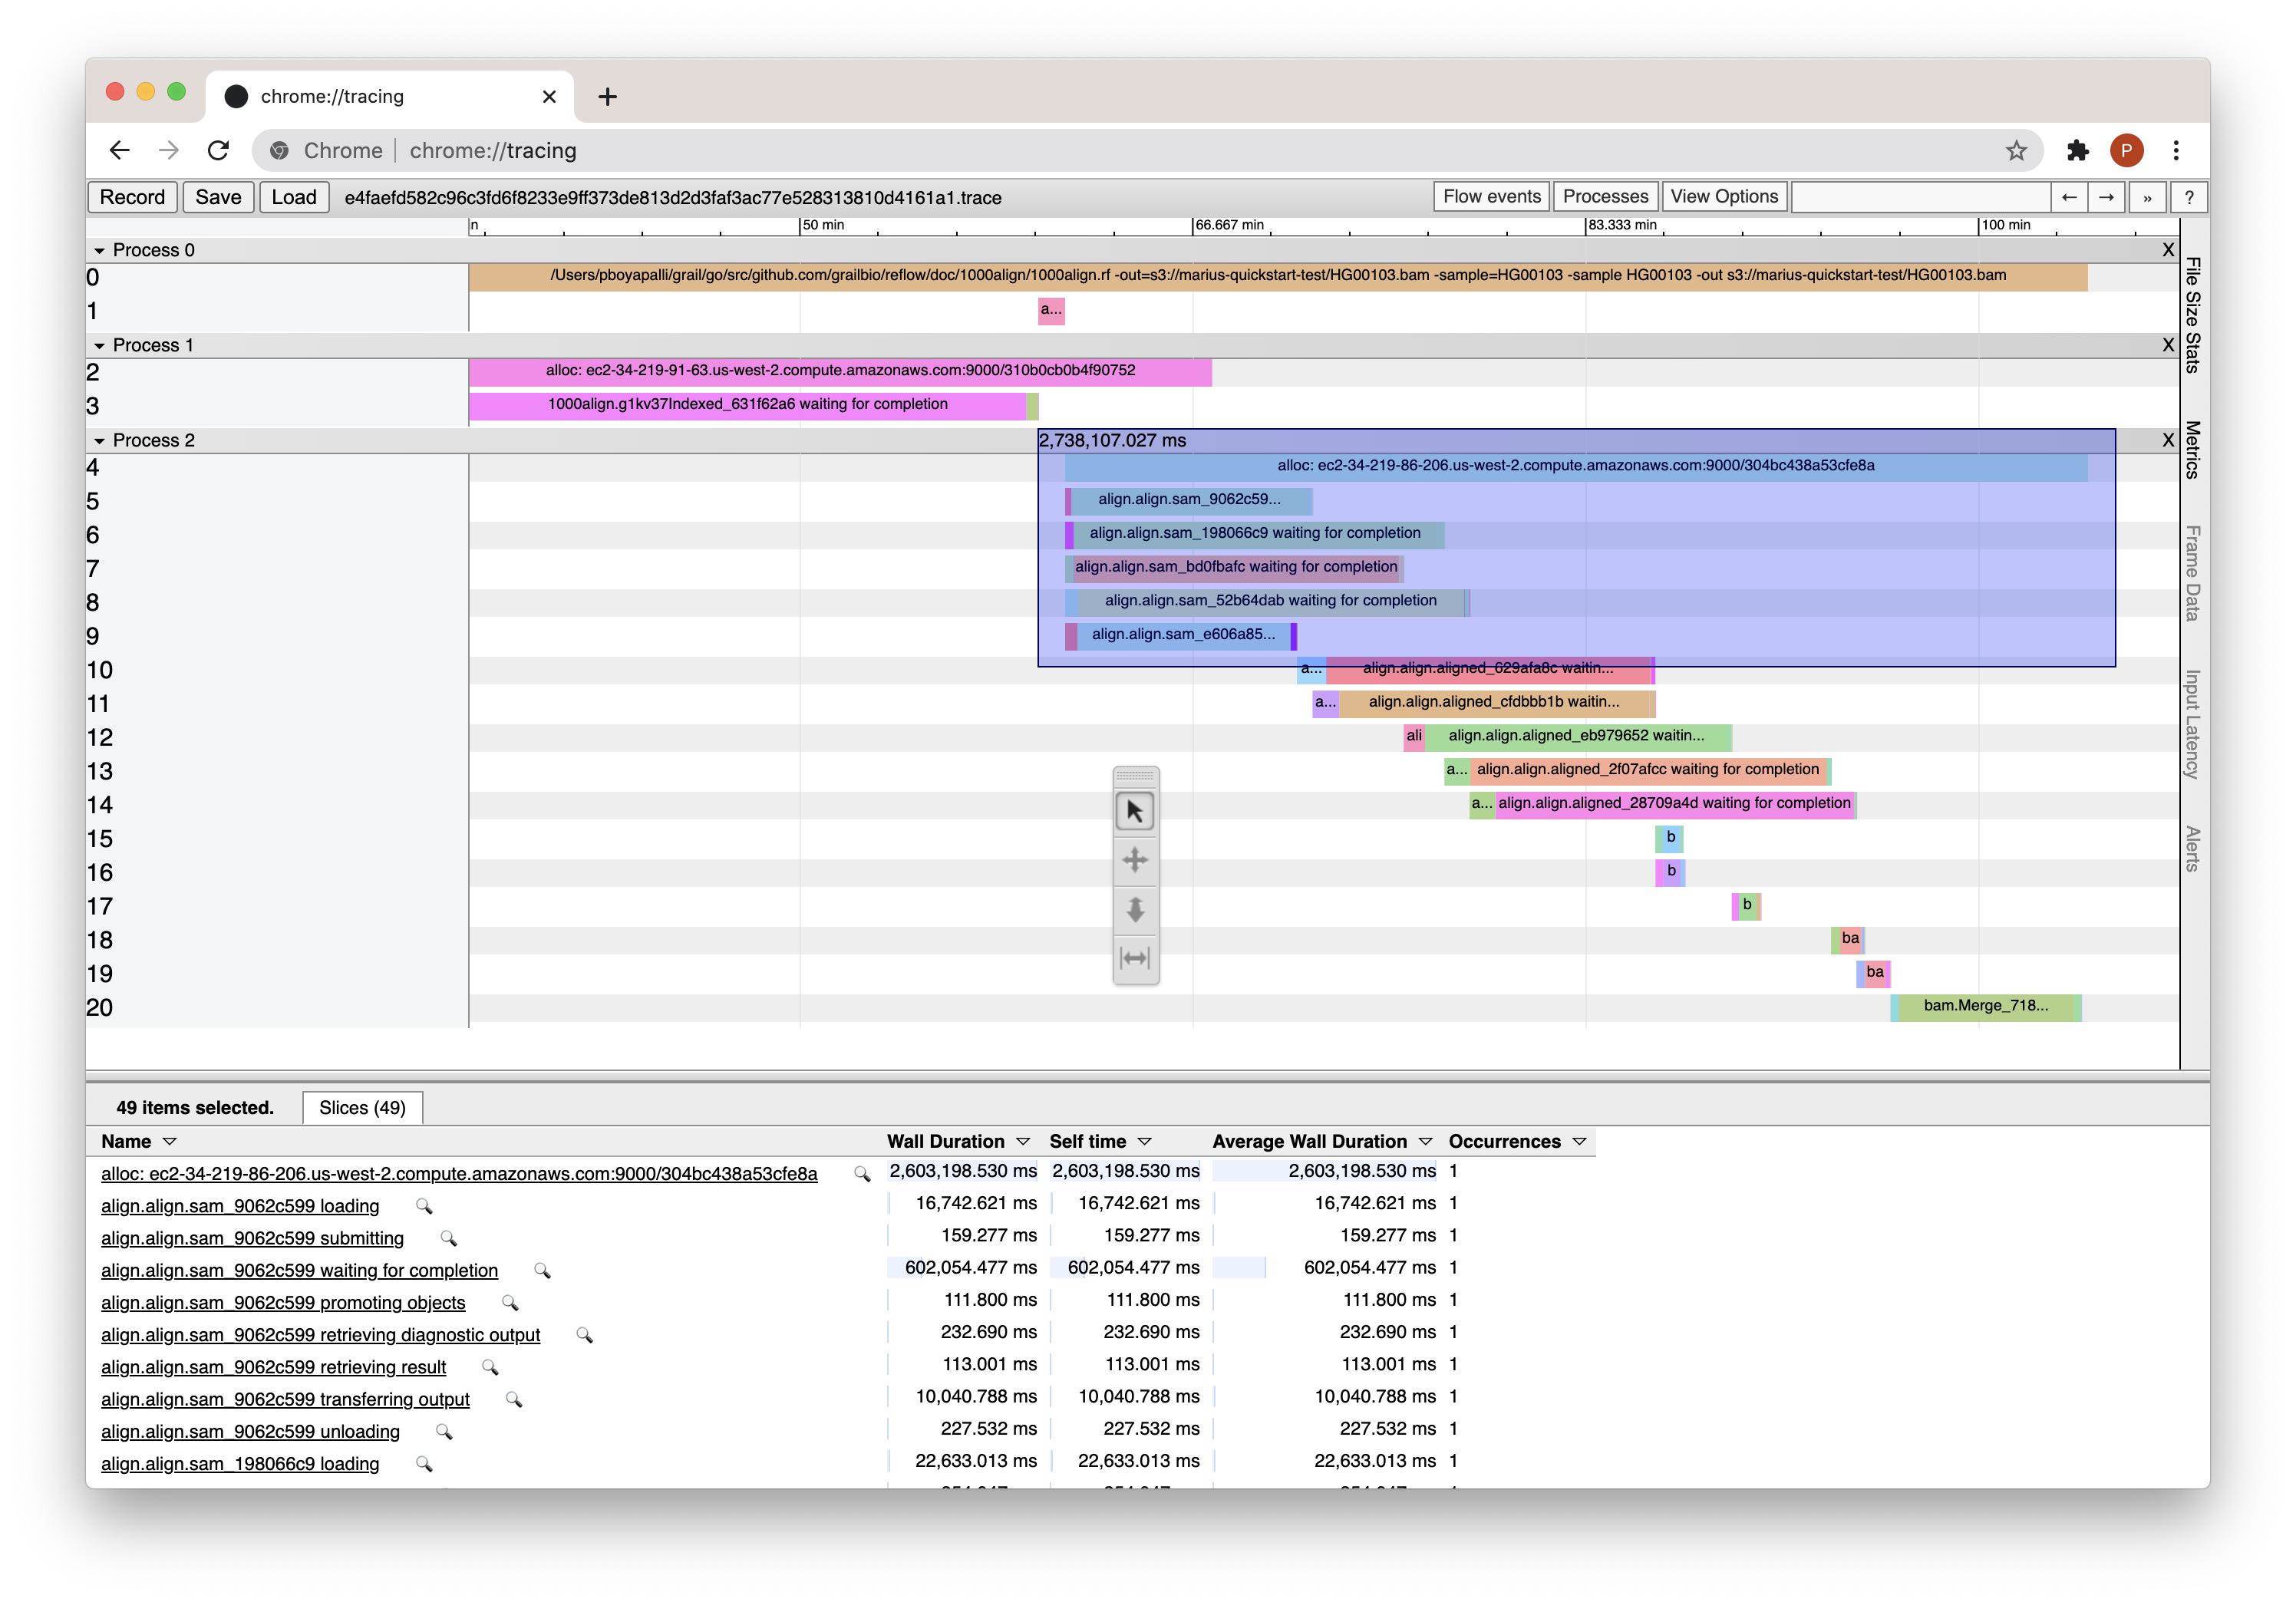 chrome://tracing
Chrome | chrome://tracing
P
Record Save Load e4faefd582c96c3fd6f8233e9ff373de813d2d3faf3ac77e528313810d4161a1.trace Flow events Processes View Options ← → » ?
n 50 min 66.667 min 83.333 min 100 min
Process 0 X
0 /Users/pboyapalli/grail/go/src/github.com/grailbio/reflow/doc/1000align/1000align.rf -out=s3://marius-quickstart-test/HG00103.bam -sample=HG00103 -sample HG00103 -out s3://marius-quickstart-test/HG00103.bam
1 a...
Process 1 X
2 alloc: ec2-34-219-91-63.us-west-2.compute.amazonaws.com:9000/310b0cb0b4f90752
3 1000align.g1kv37Indexed_631f62a6 waiting for completion
Process 2 2,738,107.027 ms X
4 alloc: ec2-34-219-86-206.us-west-2.compute.amazonaws.com:9000/304bc438a53cfe8a
5 align.align.sam_9062c59...
6 align.align.sam_198066c9 waiting for completion
7 align.align.sam_bd0fbafc waiting for completion
8 align.align.sam_52b64dab waiting for completion
9 align.align.sam_e606a85...
10 a... align.align.aligned_629afa8c waitin...
11 a... align.align.aligned_cfdbbb1b waitin...
12 ali align.align.aligned_eb979652 waitin...
13 a... align.align.aligned_2f07afcc waiting for completion
14 a... align.align.aligned_28709a4d waiting for completion
15 b
16 b
17 b
18 ba
19 ba
20 bam.Merge_718...
File Size Stats
Metrics
Frame Data
Input Latency
Alerts
49 items selected. Slices (49)
Name Wall Duration Self time Average Wall Duration Occurrences
alloc: ec2-34-219-86-206.us-west-2.compute.amazonaws.com:9000/304bc438a53cfe8a 2,603,198.530 ms 2,603,198.530 ms 2,603,198.530 ms 1
align.align.sam_9062c599 loading 16,742.621 ms 16,742.621 ms 16,742.621 ms 1
align.align.sam_9062c599 submitting 159.277 ms 159.277 ms 159.277 ms 1
align.align.sam_9062c599 waiting for completion 602,054.477 ms 602,054.477 ms 602,054.477 ms 1
align.align.sam_9062c599 promoting objects 111.800 ms 111.800 ms 111.800 ms 1
align.align.sam_9062c599 retrieving diagnostic output 232.690 ms 232.690 ms 232.690 ms 1
align.align.sam_9062c599 retrieving result 113.001 ms 113.001 ms 113.001 ms 1
align.align.sam_9062c599 transferring output 10,040.788 ms 10,040.788 ms 10,040.788 ms 1
align.align.sam_9062c599 unloading 227.532 ms 227.532 ms 227.532 ms 1
align.align.sam_198066c9 loading 22,633.013 ms 22,633.013 ms 22,633.013 ms 1